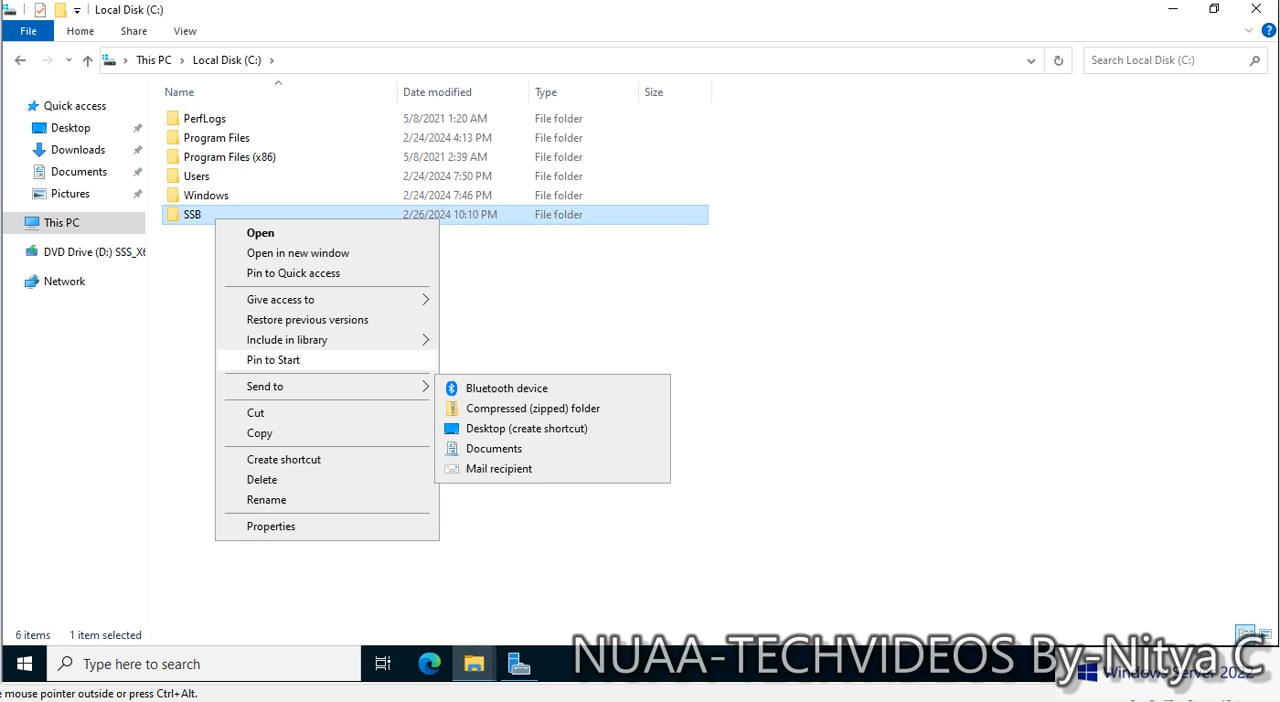 Local Disk (C:)
File Home Share View
This PC Local Disk (C:)
Search Local Disk (C:)
Name Date modified Type Size
Quick access
Desktop
Downloads
Documents
Pictures
This PC
DVD Drive (D:) SSS_X6
Network
PerfLogs 5/8/2021 1:20 AM File folder
Program Files 2/24/2024 4:13 PM File folder
Program Files (x86) 5/8/2021 2:39 AM File folder
Users 2/24/2024 7:50 PM File folder
Windows 2/24/2024 7:46 PM File folder
SSB 2/26/2024 10:10 PM File folder
Open
Open in new window
Pin to Quick access
Give access to
Restore previous versions
Include in library
Pin to Start
Send to
Cut
Copy
Create shortcut
Delete
Rename
Properties
Bluetooth device
Compressed (zipped) folder
Desktop (create shortcut)
Documents
Mail recipient
6 items 1 item selected
Type here to search
NUAA-TECHVIDEOS By-Nitya C
Windows Server 2022
mouse pointer outside or press Ctrl+Alt.